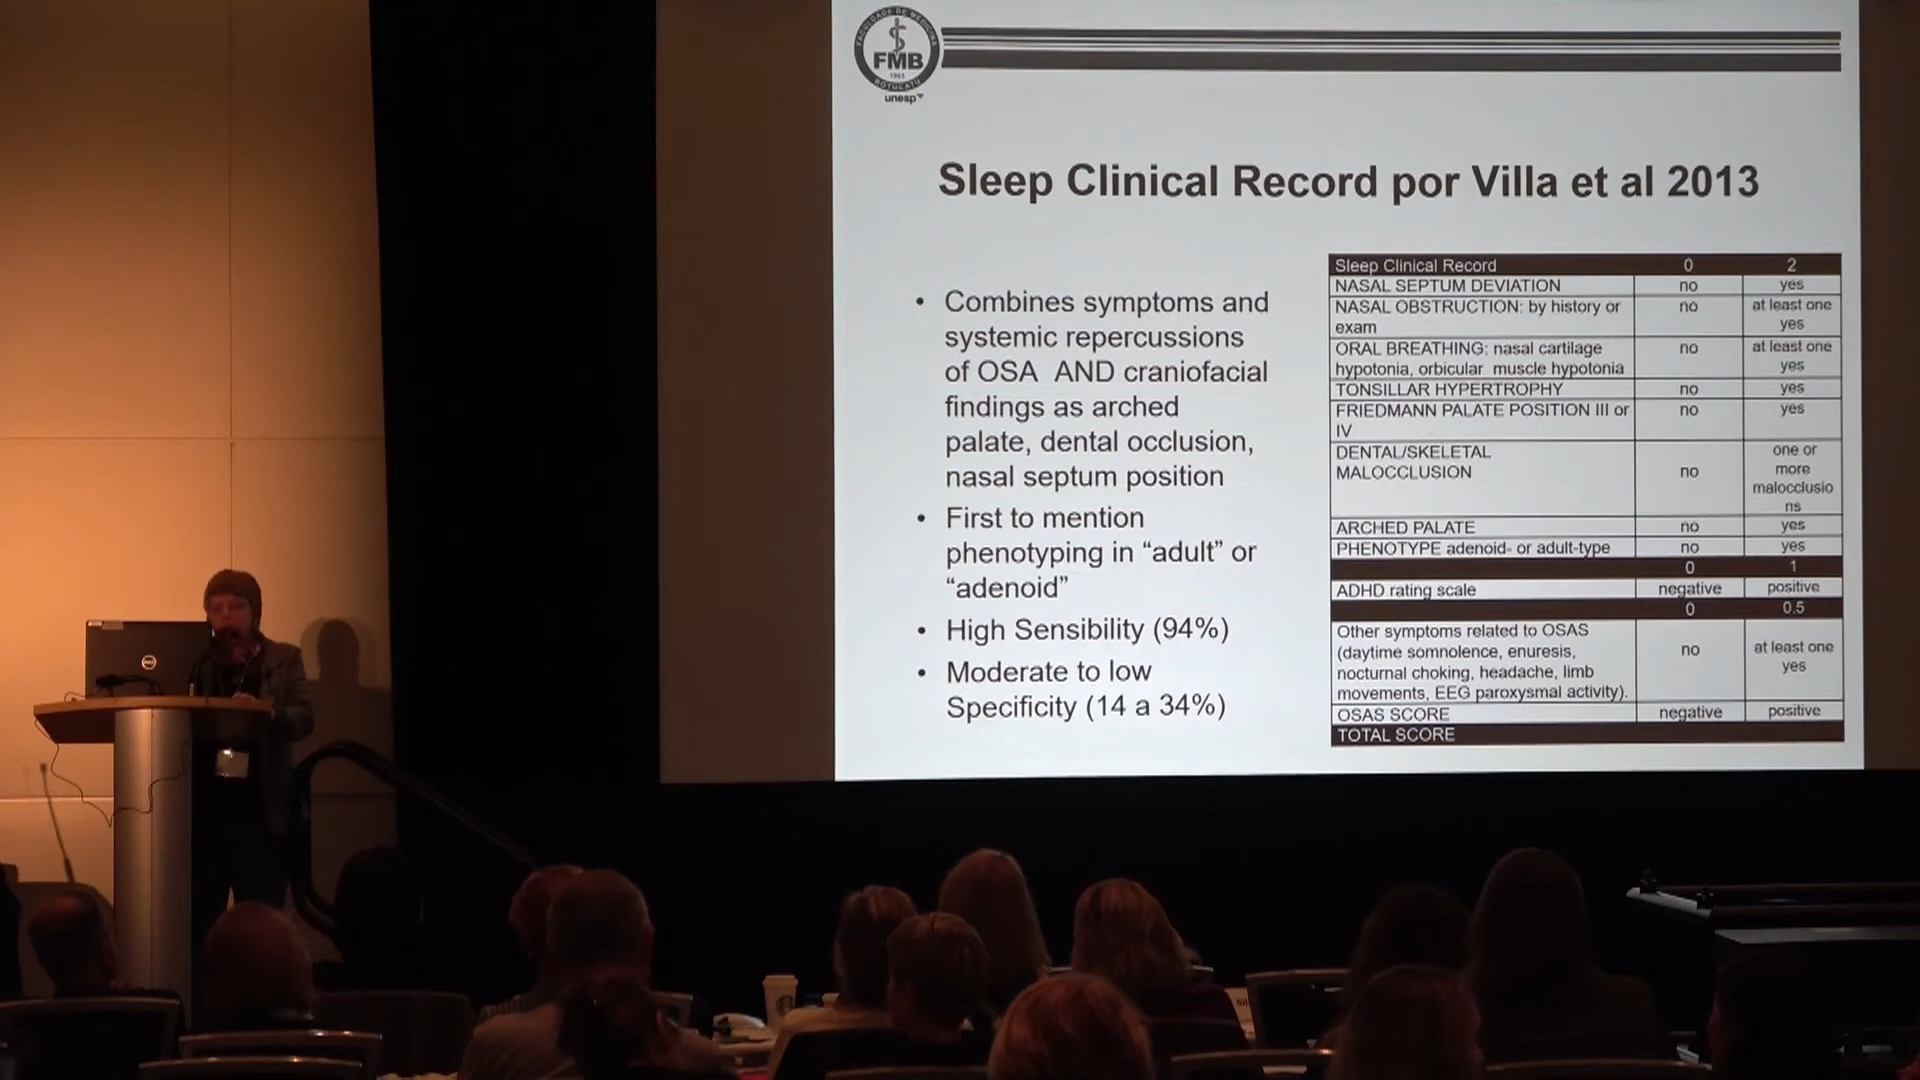 FACULDADE DE MEDICINA
FMB
1963
BOTUCATU
unesp
Sleep Clinical Record por Villa et al 2013
• Combines symptoms and
systemic repercussions
of OSA AND craniofacial
findings as arched
palate, dental occlusion,
nasal septum position
• First to mention
phenotyping in “adult” or
“adenoid”
• High Sensibility (94%)
• Moderate to low
Specificity (14 a 34%)
Sleep Clinical Record 0 2
NASAL SEPTUM DEVIATION no yes
NASAL OBSTRUCTION: by history or no at least one
exam yes
ORAL BREATHING: nasal cartilage no at least one
hypotonia, orbicular muscle hypotonia yes
TONSILLAR HYPERTROPHY no yes
FRIEDMANN PALATE POSITION III or no yes
IV
DENTAL/SKELETAL one or
MALOCCLUSION no more
malocclusio
ns
ARCHED PALATE no yes
PHENOTYPE adenoid- or adult-type no yes
0 1
ADHD rating scale negative positive
0 0.5
Other symptoms related to OSAS
(daytime somnolence, enuresis, no at least one
nocturnal choking, headache, limb yes
movements, EEG paroxysmal activity).
OSAS SCORE negative positive
TOTAL SCORE
DELL